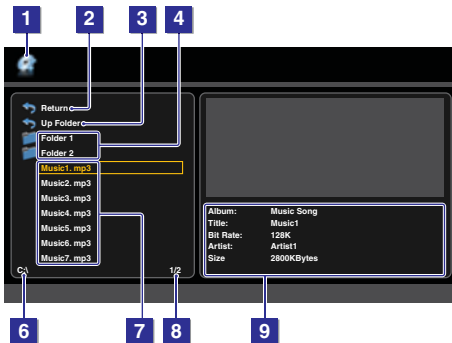 1 2 3 4
Return
Up Folder
Folder 1
Folder 2
Music1. mp3
Music2. mp3
Music3. mp3
Music4. mp3
Music5. mp3
Music6. mp3
Music7. mp3
C:\ 1/2
Album: Music Song
Title: Music1
Bit Rate: 128K
Artist: Artist1
Size 2800KBytes
6 7 8 9